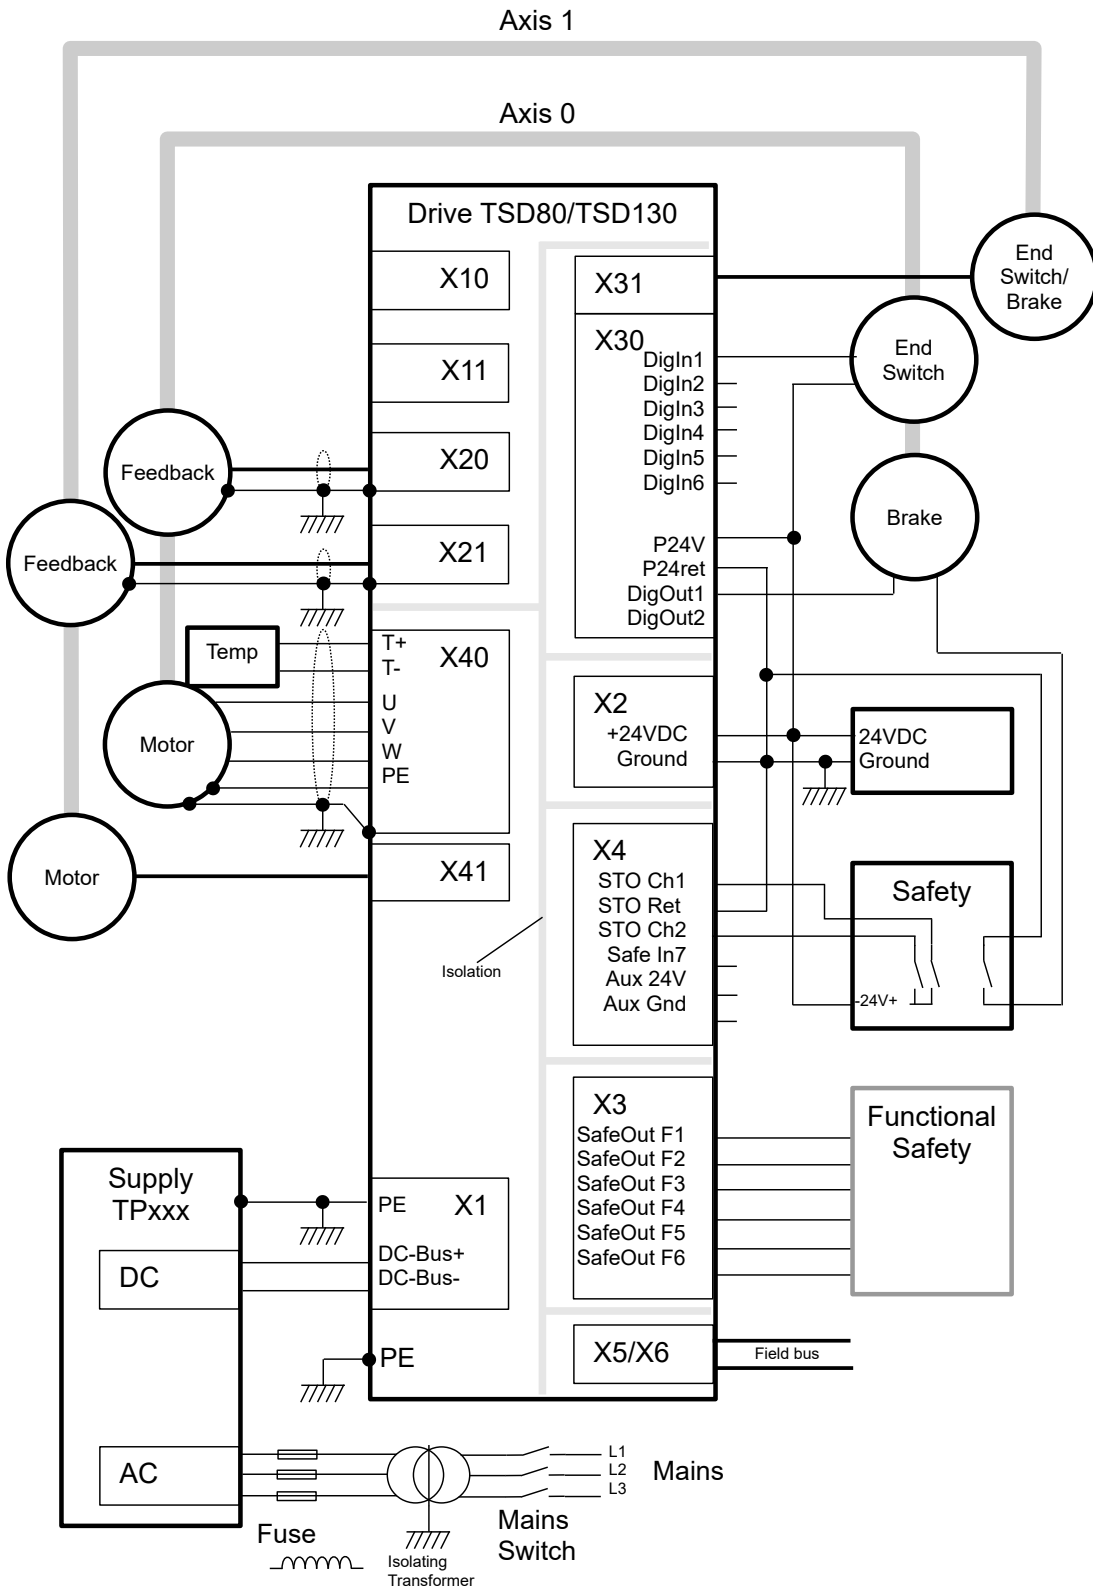 Axis 1
Axis 0
Drive TSD80/TSD130
X10
X11
X20
X21
Feedback
Feedback
Temp
Motor
Motor
T+
T-
U
V
W
PE
X40
X41
Isolation
X31
X30
DigIn1
DigIn2
DigIn3
DigIn4
DigIn5
DigIn6
P24V
P24ret
DigOut1
DigOut2
End
Switch/
Brake
End
Switch
Brake
X2
+24VDC
Ground
24VDC
Ground
X4
STO Ch1
STO Ret
STO Ch2
Safe In7
Aux 24V
Aux Gnd
Safety
-24V+
X3
SafeOut F1
SafeOut F2
SafeOut F3
SafeOut F4
SafeOut F5
SafeOut F6
Functional
Safety
X5/X6
Field bus
Supply
TPxxx
DC
AC
PE
X1
DC-Bus+
DC-Bus-
PE
L1
L2
L3
Mains
Fuse
Isolating
Transformer
Mains
Switch